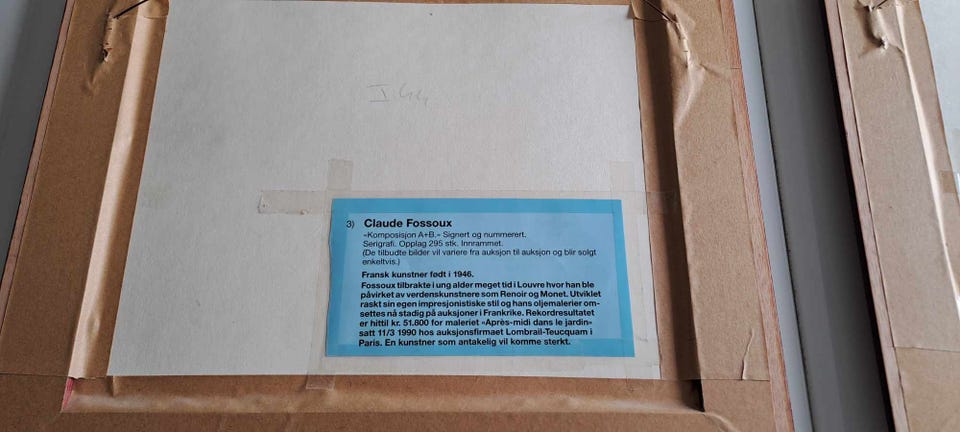 3) Claude Fossoux
«Komposisjon A+B.» Signert og nummerert.
Serigrafi. Opplag 295 stk. Innrammet.
(De tilbudte bilder vil variere fra auksjon til auksjon og blir solgt
enkeltvis.)
Fransk kunstner født i 1946.
Fossoux tilbrakte i ung alder meget tid i Louvre hvor han ble
påvirket av verdenskunstnere som Renoir og Monet. Utviklet
raskt sin egen impresjonistiske stil og hans oljemalerier om-
settes nå stadig på auksjoner i Frankrike. Rekordresultatet
er hittil kr. 51.800 for maleriet «Après-midi dans le jardin»
satt 11/3 1990 hos auksjonsfirmaet Lombrail-Teucquam i
Paris. En kunstner som antakelig vil komme sterkt.